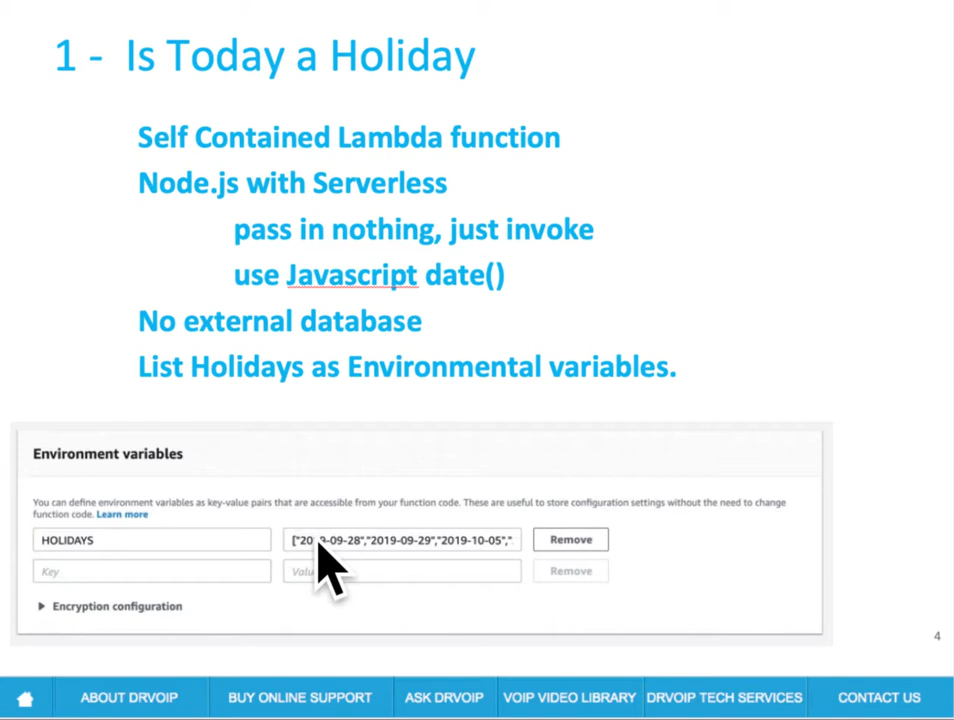 1 - Is Today a Holiday
Self Contained Lambda function
Node.js with Serverless
pass in nothing, just invoke
use Javascript date()
No external database
List Holidays as Environmental variables.
Environment variables
You can define environment variables as key-value pairs that are accessible from your function code. These are useful to store configuration settings without the need to change
function code. Learn more
HOLIDAYS ["20 9-09-28","2019-09-29","2019-10-05",". Remove
Key Remove
Encryption configuration
4
ABOUT DRVOIP BUY ONLINE SUPPORT ASK DRVOIP VOIP VIDEO LIBRARY DRVOIP TECH SERVICES CONTACT US